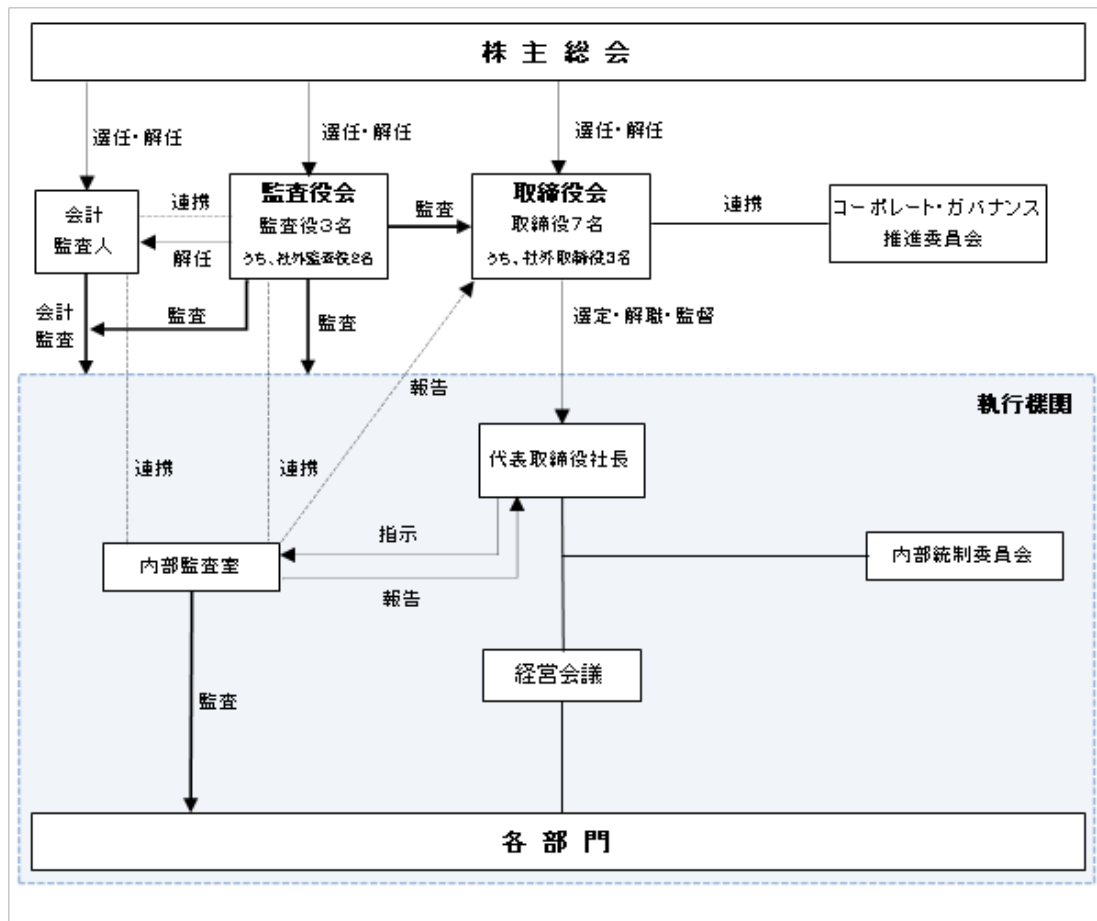 株主総会
選任・解任
選任・解任
選任・解任
会計
監査人
連携
解任
監査役会
監査役3名
うち、社外監査役2名
監査
取締役会
取締役7名
うち、社外取締役3名
連携
コーポレート・ガバナンス
推進委員会
会計
監査
監査
監査
選定・解職・監督
報告
執行機関
連携
連携
代表取締役社長
指示
内部監査室
報告
内部統制委員会
経営会議
監査
各部門